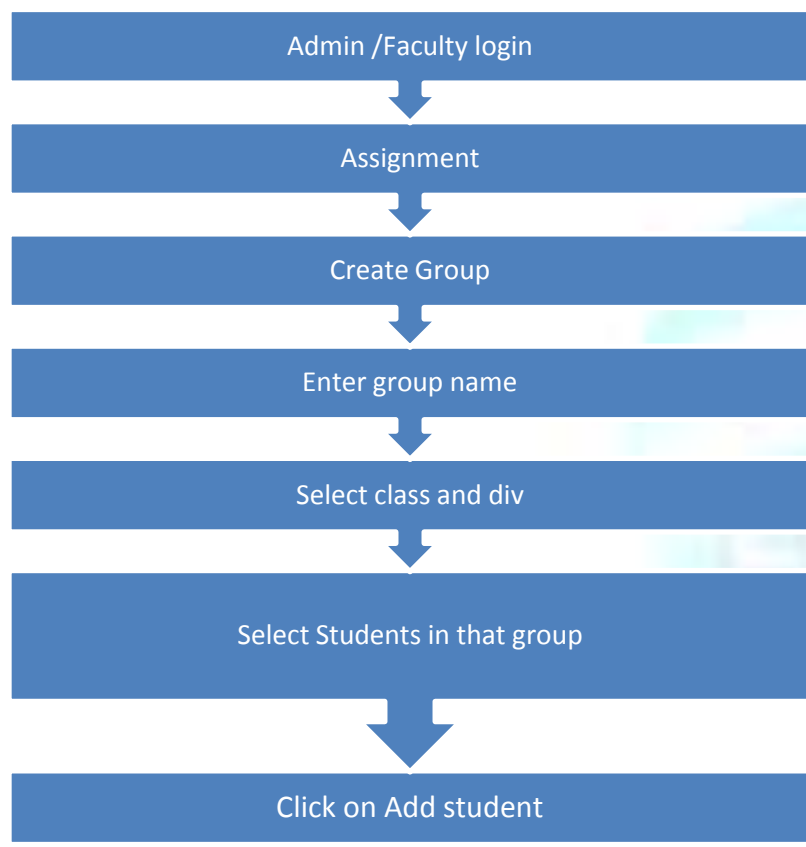 Admin /Faculty login
Assignment
Create Group
Enter group name
Select class and div
Select Students in that group
Click on Add student